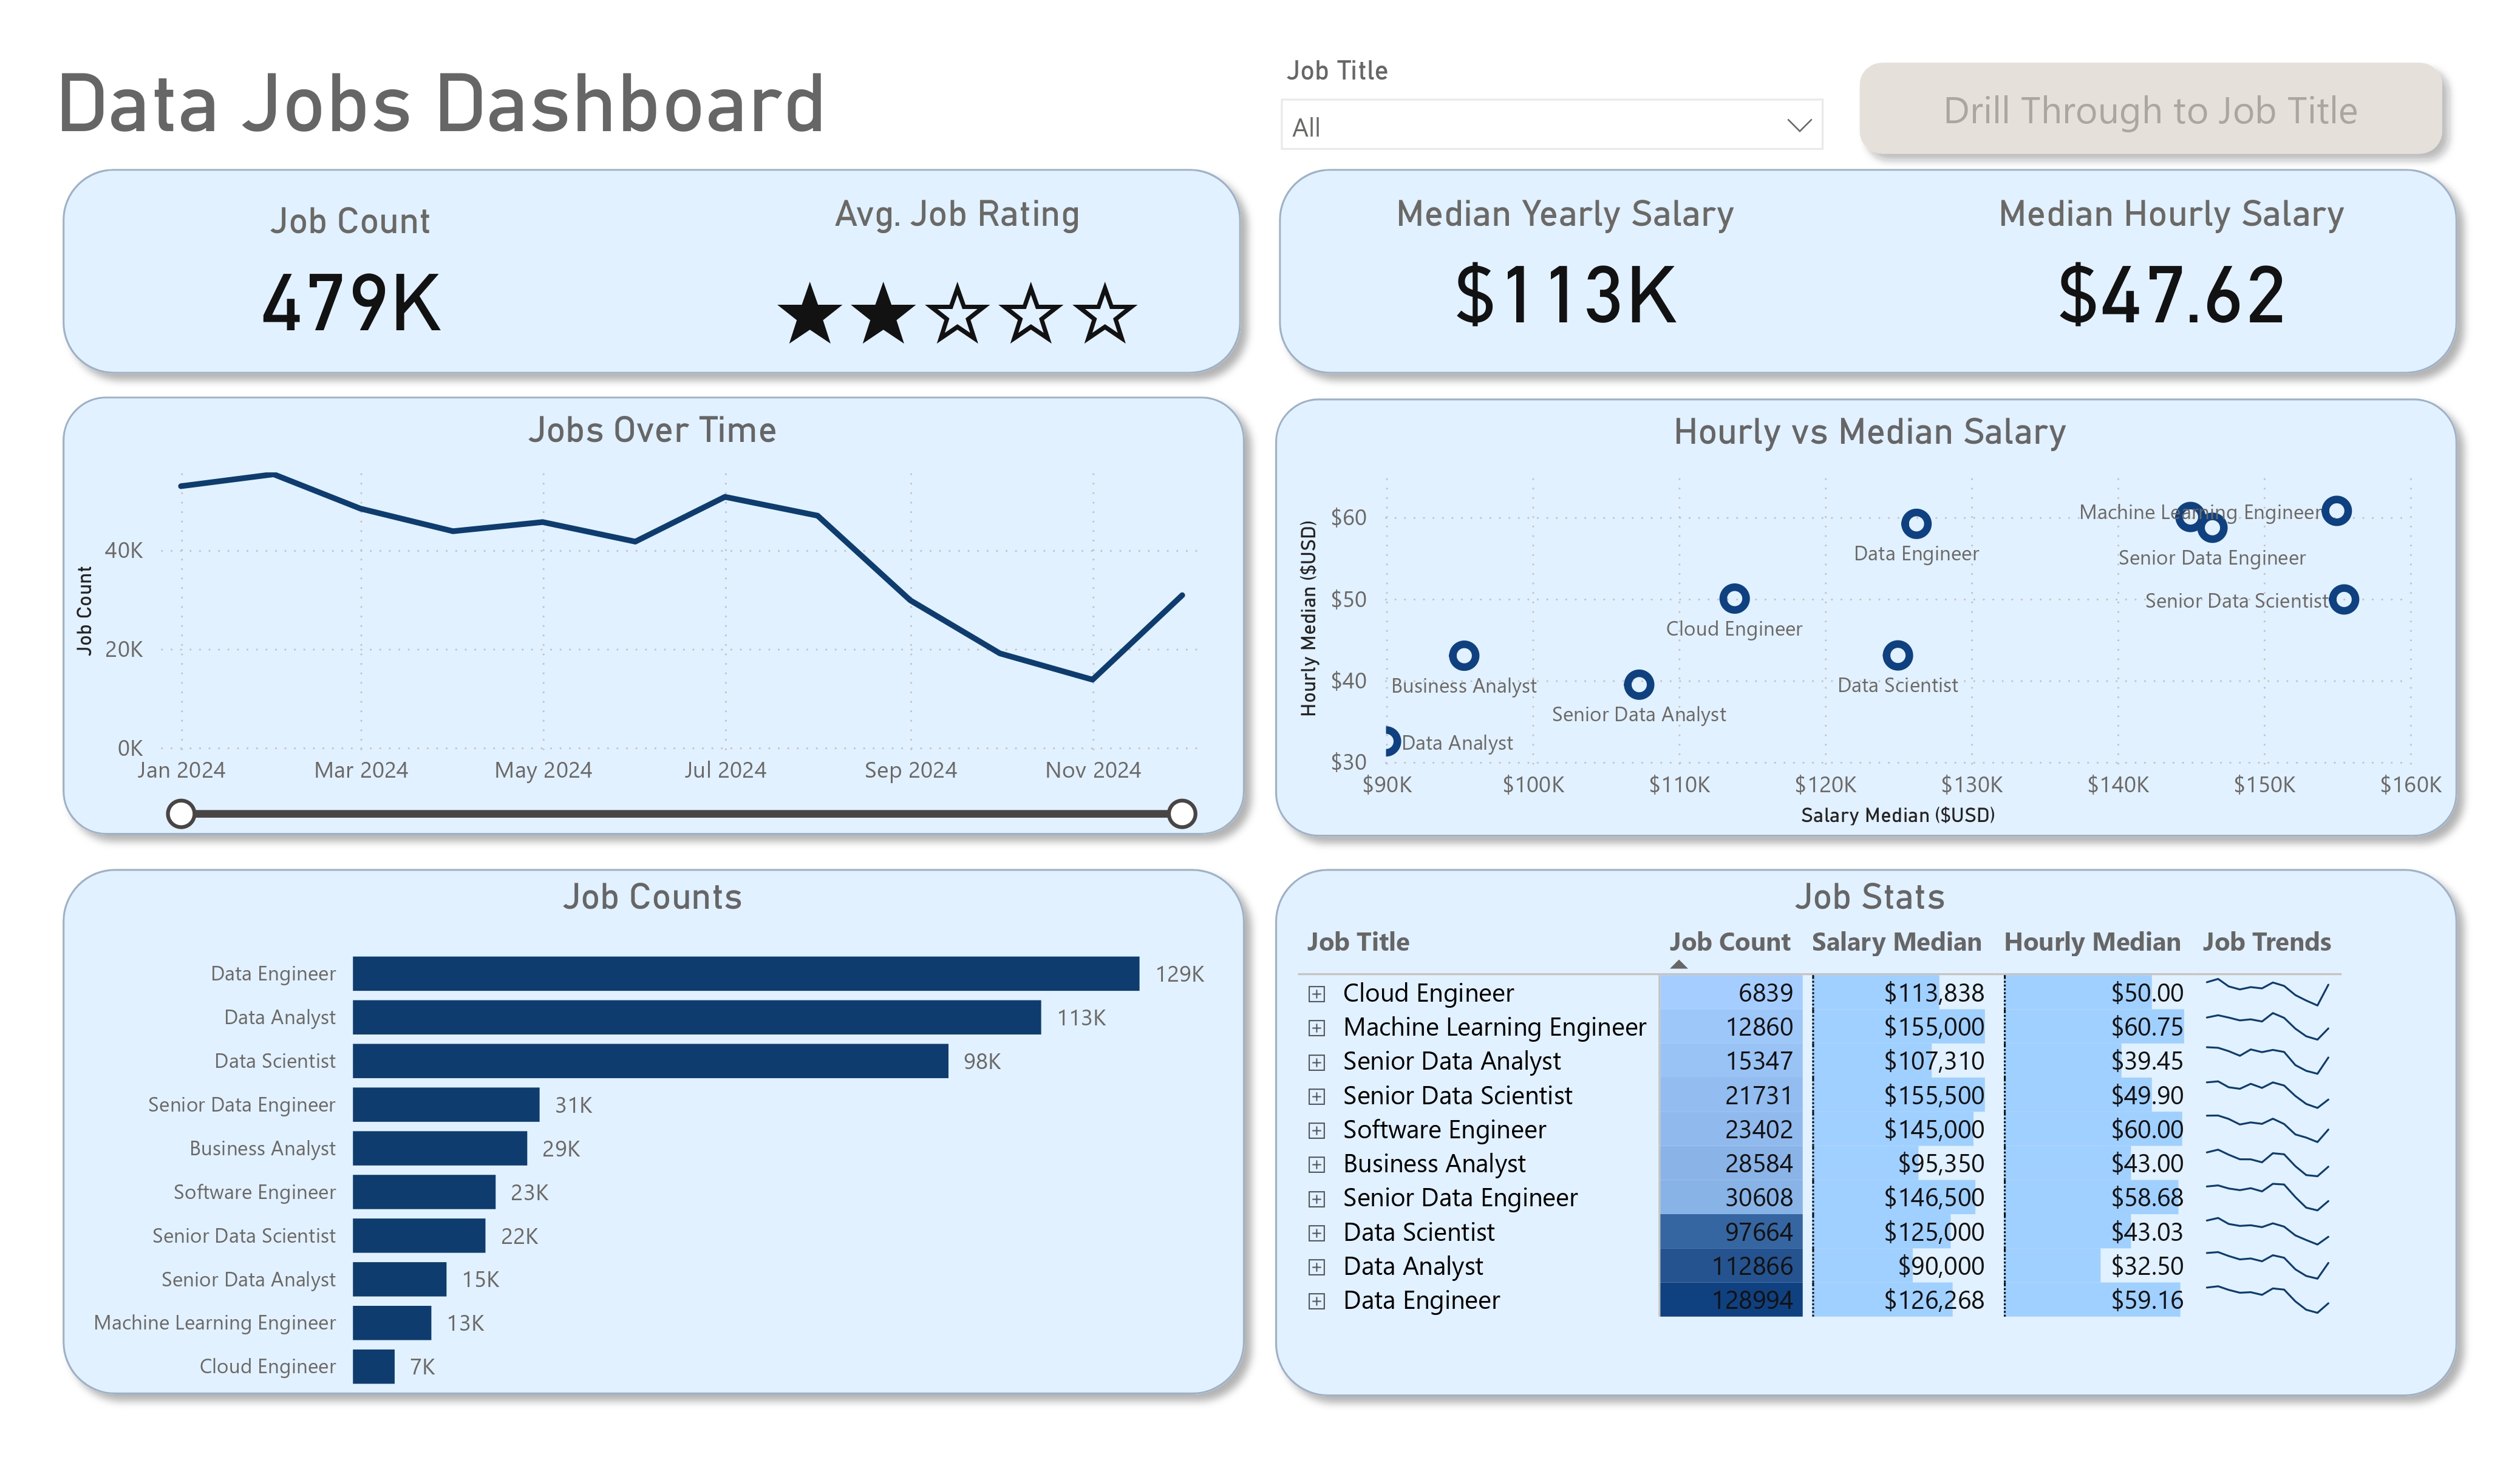 Data Jobs Dashboard
Job Title
All
Drill Through to Job Title
Job Count
479K
Avg. Job Rating
Median Yearly Salary
$113K
Median Hourly Salary
$47.62
Jobs Over Time
Job Count
40K
20K
0K
Jan 2024 Mar 2024 May 2024 Jul 2024 Sep 2024 Nov 2024
Hourly vs Median Salary
Hourly Median ($USD)
$60
$50
$40
$30
Machine Learning Engineer
Data Engineer
Senior Data Engineer
Senior Data Scientist
Cloud Engineer
Business Analyst
Data Scientist
Senior Data Analyst
Data Analyst
$90K $100K $110K $120K $130K $140K $150K $160K
Salary Median ($USD)
Job Counts
Data Engineer 129K
Data Analyst 113K
Data Scientist 98K
Senior Data Engineer 31K
Business Analyst 29K
Software Engineer 23K
Senior Data Scientist 22K
Senior Data Analyst 15K
Machine Learning Engineer 13K
Cloud Engineer 7K
Job Stats
Job Title Job Count Salary Median Hourly Median Job Trends
Cloud Engineer 6839 $113,838 $50.00
Machine Learning Engineer 12860 $155,000 $60.75
Senior Data Analyst 15347 $107,310 $39.45
Senior Data Scientist 21731 $155,500 $49.90
Software Engineer 23402 $145,000 $60.00
Business Analyst 28584 $95,350 $43.00
Senior Data Engineer 30608 $146,500 $58.68
Data Scientist 97664 $125,000 $43.03
Data Analyst 112866 $90,000 $32.50
Data Engineer 128994 $126,268 $59.16